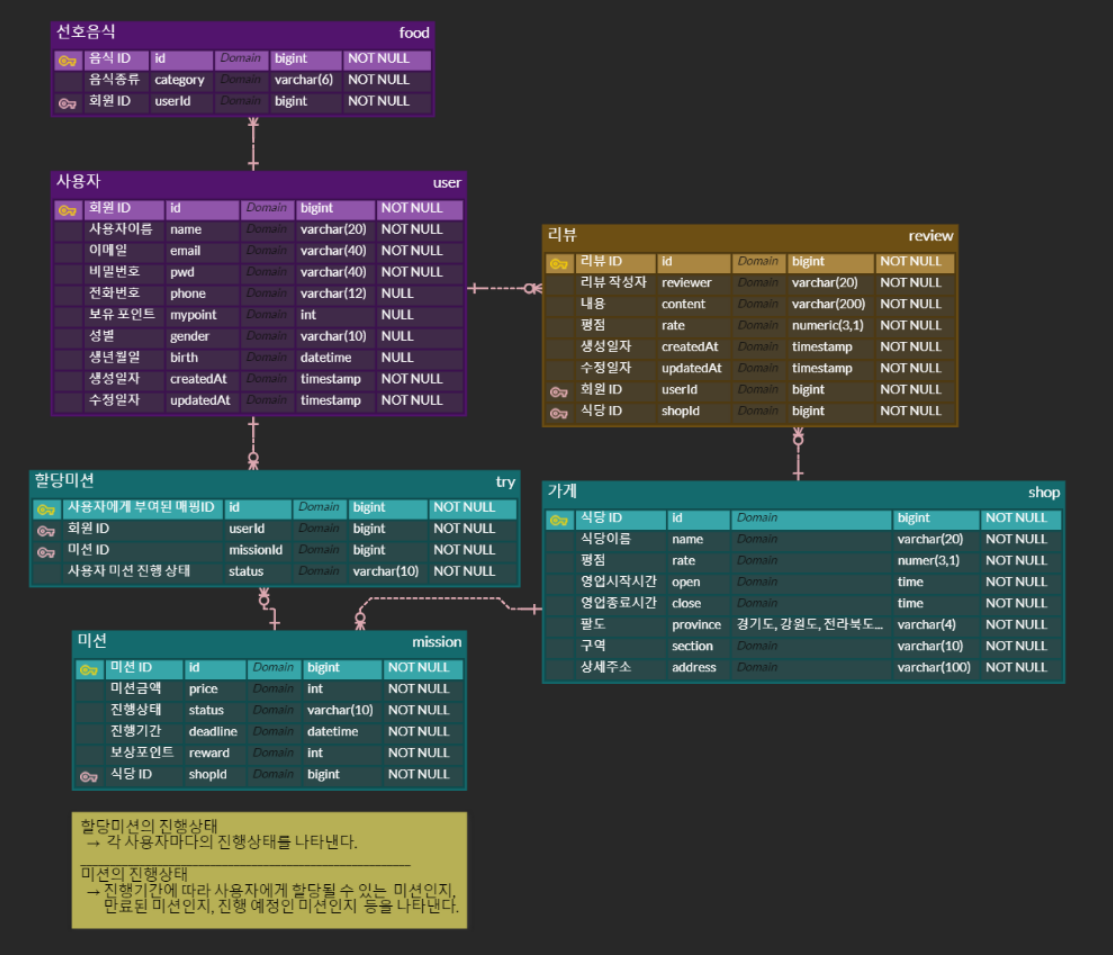 선호음식 food
음식 ID id Domain bigint NOT NULL
음식종류 category Domain varchar(6) NOT NULL
회원 ID userId Domain bigint NOT NULL
사용자 user
회원 ID id Domain bigint NOT NULL
사용자이름 name Domain varchar(20) NOT NULL
이메일 email Domain varchar(40) NOT NULL
비밀번호 pwd Domain varchar(40) NOT NULL
전화번호 phone Domain varchar(12) NULL
보유 포인트 mypoint Domain int NULL
성별 gender Domain varchar(10) NULL
생년월일 birth Domain datetime NULL
생성일자 createdAt Domain timestamp NOT NULL
수정일자 updatedAt Domain timestamp NOT NULL
리뷰 review
리뷰 ID id Domain bigint NOT NULL
리뷰 작성자 reviewer Domain varchar(20) NOT NULL
내용 content Domain varchar(200) NOT NULL
평점 rate Domain numeric(3,1) NOT NULL
생성일자 createdAt Domain timestamp NOT NULL
수정일자 updatedAt Domain timestamp NOT NULL
회원 ID userId Domain bigint NOT NULL
식당 ID shopId Domain bigint NOT NULL
할당미션 try
사용자에게 부여된 매핑ID id Domain bigint NOT NULL
회원 ID userId Domain bigint NOT NULL
미션 ID missionId Domain bigint NOT NULL
사용자 미션 진행 상태 status Domain varchar(10) NOT NULL
가게 shop
식당 ID id Domain bigint NOT NULL
식당이름 name Domain varchar(20) NOT NULL
평점 rate Domain numer(3,1) NOT NULL
영업시작시간 open Domain time NOT NULL
영업종료시간 close Domain time NOT NULL
팔도 province 경기도, 강원도, 전라북도... varchar(4) NOT NULL
구역 section Domain varchar(10) NOT NULL
상세주소 address Domain varchar(100) NOT NULL
미션 mission
미션 ID id Domain bigint NOT NULL
미션금액 price Domain int NOT NULL
진행상태 status Domain varchar(10) NOT NULL
진행기간 deadline Domain datetime NOT NULL
보상포인트 reward Domain int NOT NULL
식당 ID shopId Domain bigint NOT NULL
할당미션의 진행상태
→ 각 사용자마다의 진행상태를 나타낸다.
미션의 진행상태
→ 진행기간에 따라 사용자에게 할당될 수 있는 미션인지,
만료된 미션인지, 진행 예정인 미션인지 등을 나타낸다.